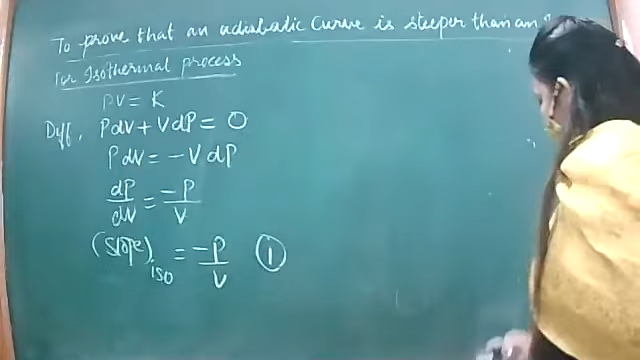 To prove that an adiabatic curve is steeper than an
For Isothermal process
PV = K
Diff, PdV + VdP = 0
PdV = -VdP
dP/dV = -P/V
(slope)iso = -P/V ①